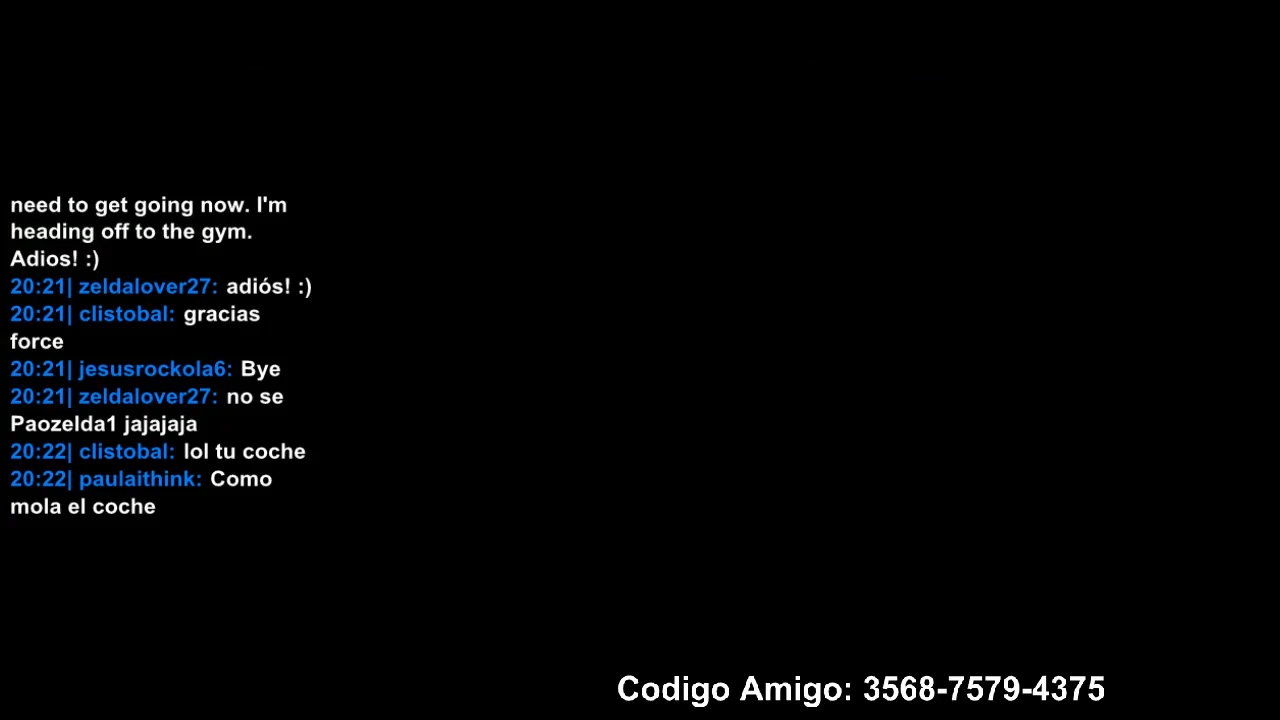 need to get going now. I'm
heading off to the gym.
Adios! :)
20:21| zeldalover27: adiós! :)
20:21| clistobal: gracias
force
20:21| jesusrockola6: Bye
20:21| zeldalover27: no se
Paozelda1 jajajaja
20:22| clistobal: lol tu coche
20:22| paulaithink: Como
mola el coche
Codigo Amigo: 3568-7579-4375